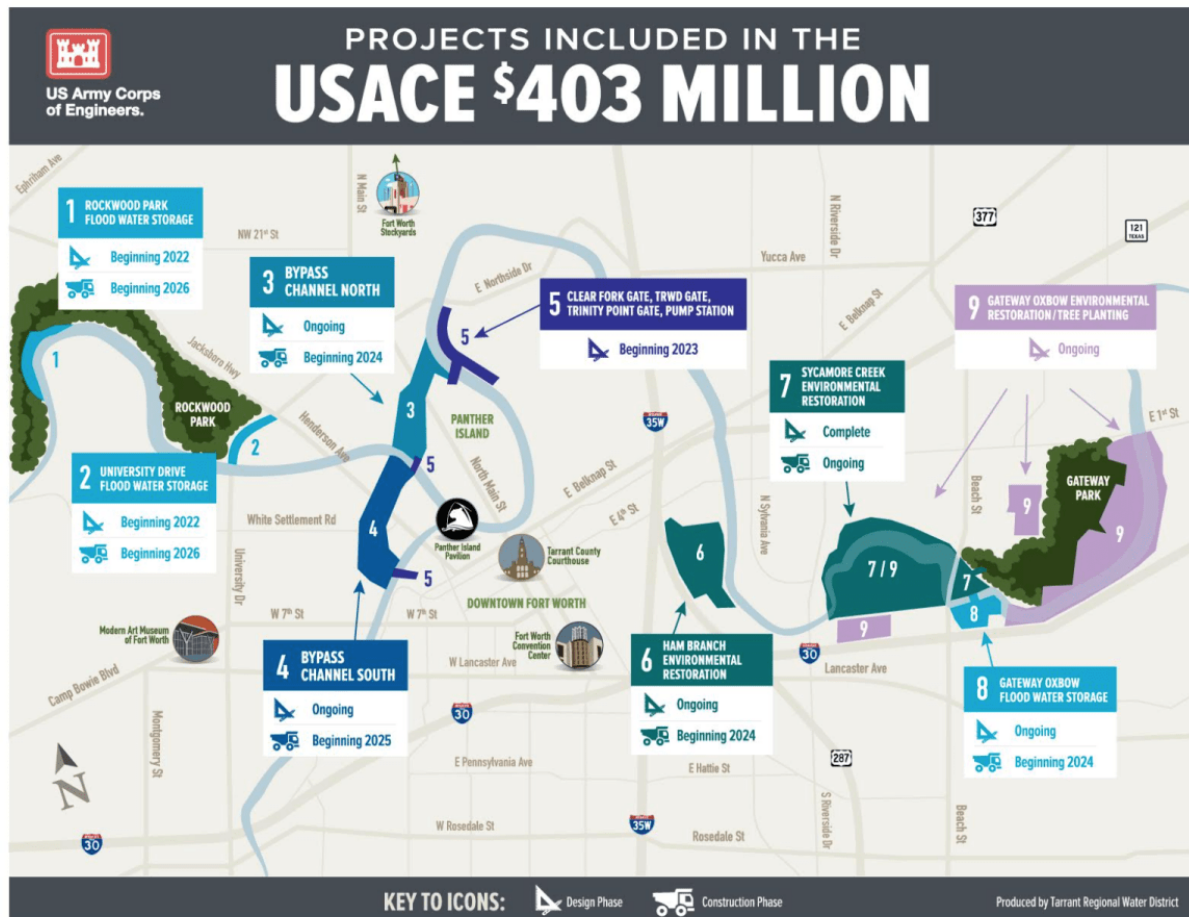 US Army Corps
of Engineers.
PROJECTS INCLUDED IN THE
USACE $403 MILLION
Ephriham Ave
N Main St
Fort Worth
Stockyards
NW 21st St
N Riverside Dr
377
121
TEXAS
Yucca Ave
E Northside Dr
E Belknap St
1 ROCKWOOD PARK
FLOOD WATER STORAGE
Beginning 2022
Beginning 2026
3 BYPASS
CHANNEL NORTH
Ongoing
Beginning 2024
5 CLEAR FORK GATE, TRWD GATE,
TRINITY POINT GATE, PUMP STATION
Beginning 2023
9 GATEWAY OXBOW ENVIRONMENTAL
RESTORATION/TREE PLANTING
Ongoing
1
Jacksboro Hwy
ROCKWOOD
PARK
2
Henderson Ave
3
5
PANTHER
ISLAND
North Main St
35W
7 SYCAMORE CREEK
ENVIRONMENTAL
RESTORATION
Complete
Ongoing
E 1st St
Beach St
GATEWAY
PARK
9
9
2 UNIVERSITY DRIVE
FLOOD WATER STORAGE
Beginning 2022
Beginning 2026
5
E Belknap St
E 4th St
N Sylvania Ave
White Settlement Rd
4
Panther Island
Pavilion
Tarrant County
Courthouse
6
7 / 9
7
8
5
University Dr
DOWNTOWN FORT WORTH
W 7th St
W 7th St
Modern Art Museum
of Fort Worth
Fort Worth
Convention
Center
9
30
Lancaster Ave
W Lancaster Ave
Camp Bowie Blvd
4 BYPASS
CHANNEL SOUTH
Ongoing
Beginning 2025
6 HAM BRANCH
ENVIRONMENTAL
RESTORATION
Ongoing
Beginning 2024
8 GATEWAY OXBOW
FLOOD WATER STORAGE
Ongoing
Beginning 2024
30
Montgomery St
E Pennsylvania Ave
E Hattie St
287
N
W Rosedale St
35W
Rosedale St
S Riverside Dr
Beach St
30
KEY TO ICONS:
Design Phase
Construction Phase
Produced by Tarrant Regional Water District